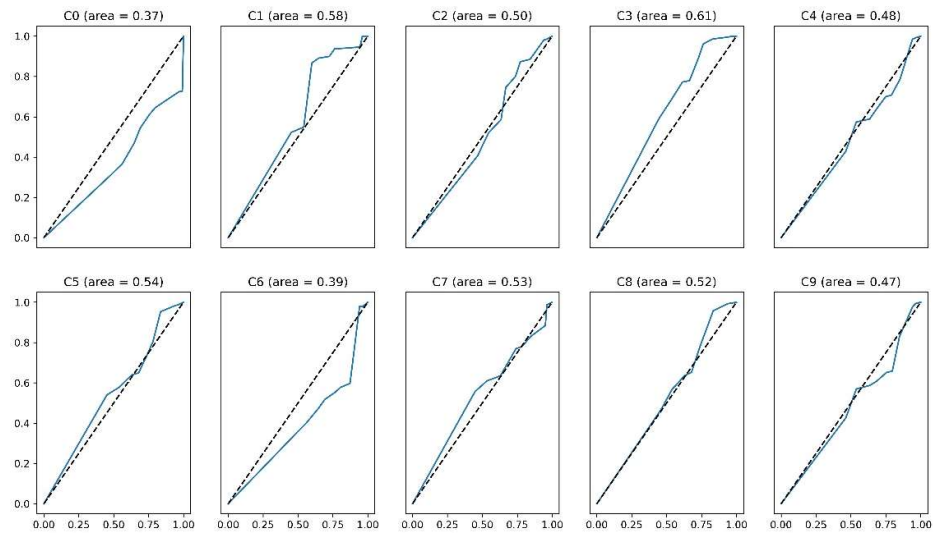 C0 (area = 0.37)
C1 (area = 0.58)
C2 (area = 0.50)
C3 (area = 0.61)
C4 (area = 0.48)
1.0
0.8
0.6
0.4
0.2
0.0
C5 (area = 0.54)
C6 (area = 0.39)
C7 (area = 0.53)
C8 (area = 0.52)
C9 (area = 0.47)
1.0
0.8
0.6
0.4
0.2
0.0
0.00 0.25 0.50 0.75 1.00
0.00 0.25 0.50 0.75 1.00
0.00 0.25 0.50 0.75 1.00
0.00 0.25 0.50 0.75 1.00
0.00 0.25 0.50 0.75 1.00